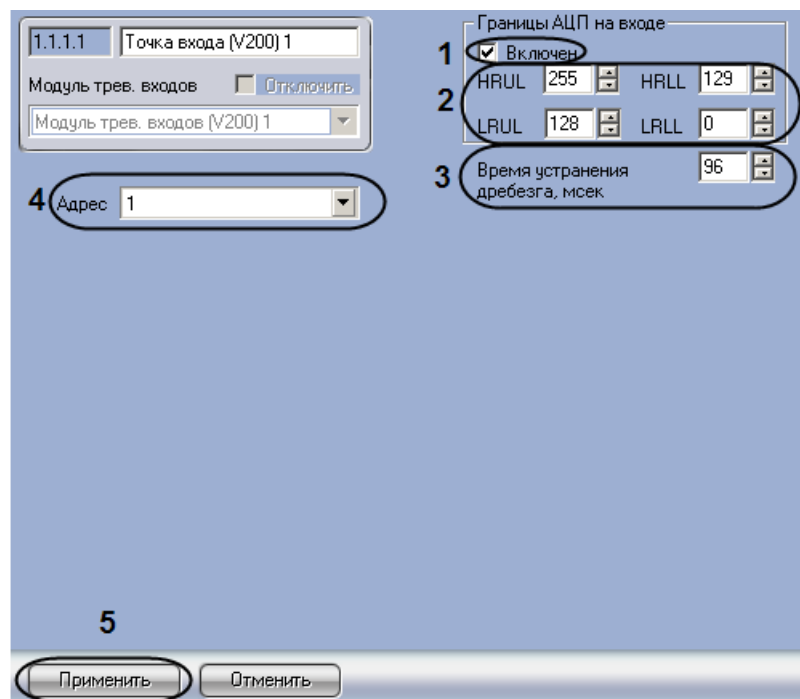 1.1.1.1 Точка входа (V200) 1
Модуль трев. входов Отключить
Модуль трев. входов (V200) 1
4 Адрес 1
Границы АЦП на входе
1 Включен
2
HRUL 255 HRLL 129
LRUL 128 LRLL 0
3 Время устранения дребезга, мсек 96
5
Применить Отменить